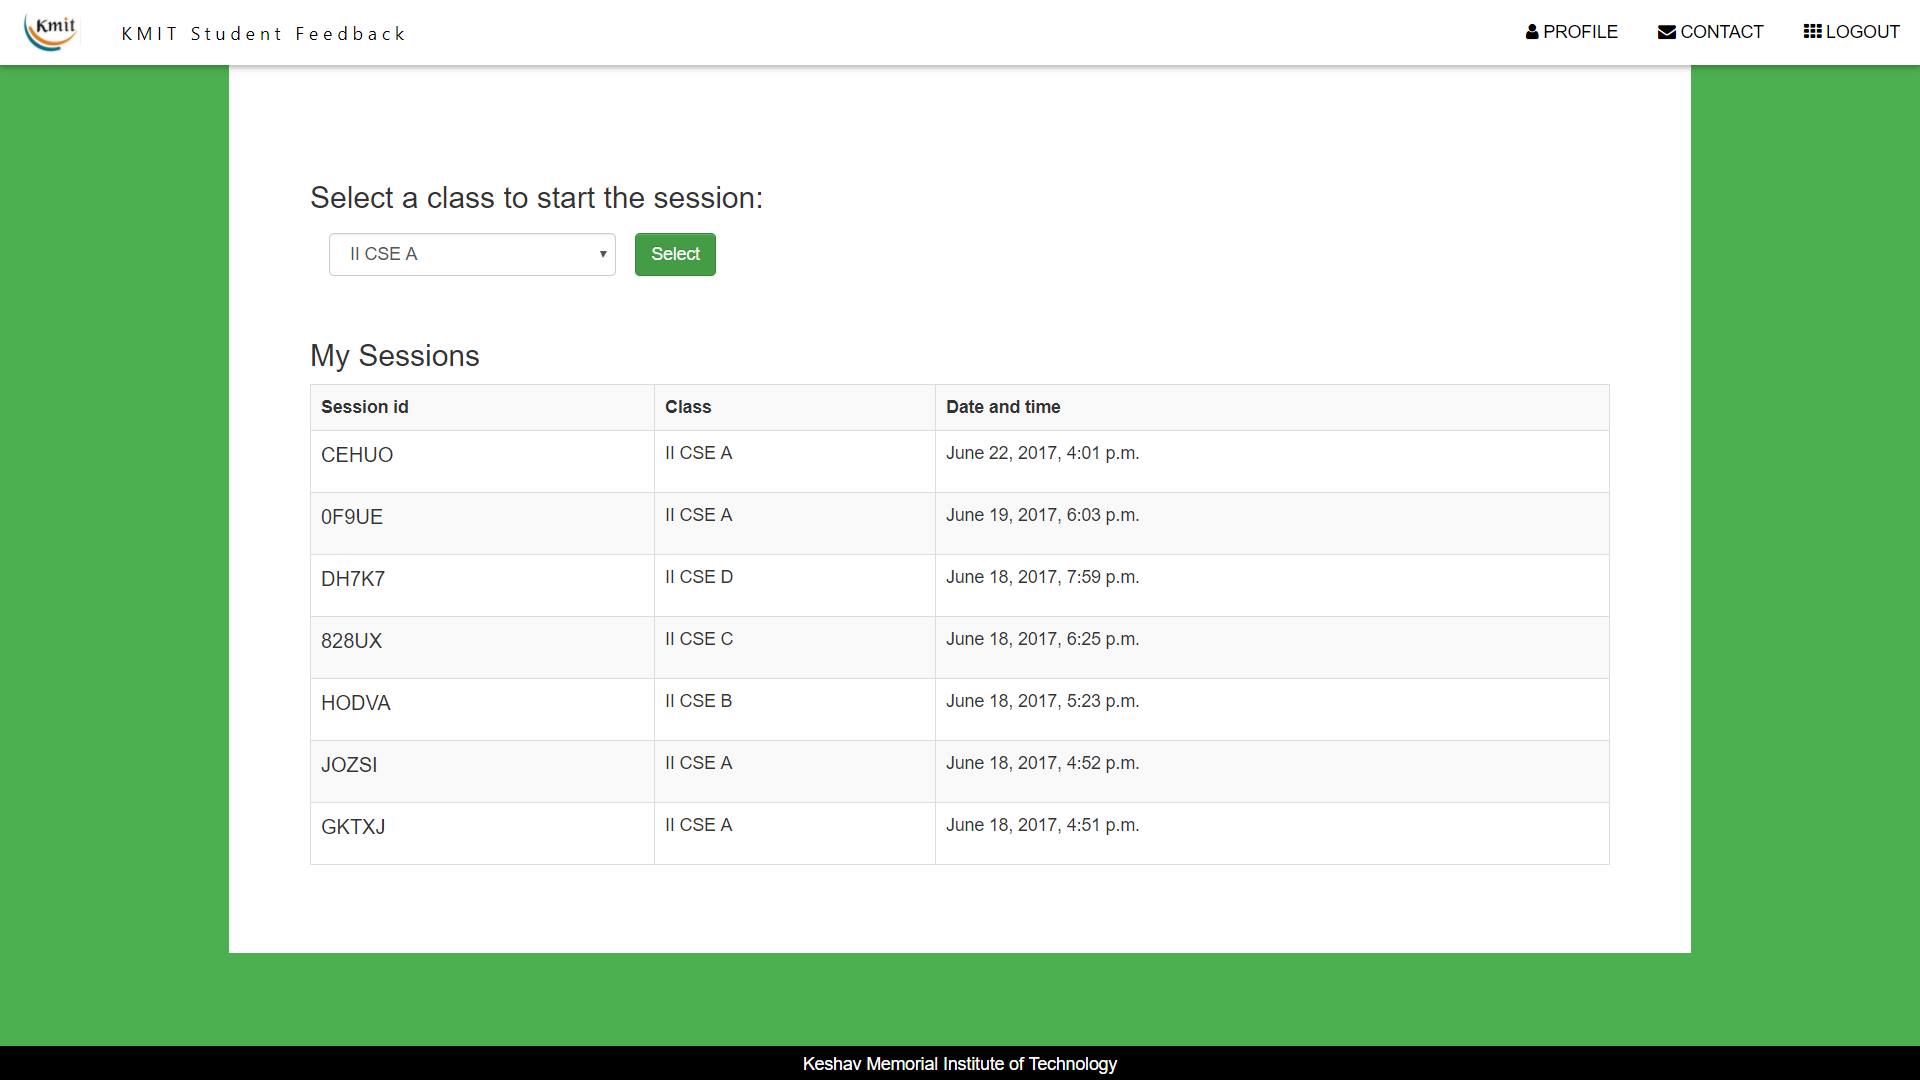 Kmit
KMIT Student Feedback
PROFILE
CONTACT
LOGOUT
Select a class to start the session:
II CSE A
Select
My Sessions
Session id Class Date and time
CEHUO II CSE A June 22, 2017, 4:01 p.m.
0F9UE II CSE A June 19, 2017, 6:03 p.m.
DH7K7 II CSE D June 18, 2017, 7:59 p.m.
828UX II CSE C June 18, 2017, 6:25 p.m.
HODVA II CSE B June 18, 2017, 5:23 p.m.
JOZSI II CSE A June 18, 2017, 4:52 p.m.
GKTXJ II CSE A June 18, 2017, 4:51 p.m.
Keshav Memorial Institute of Technology